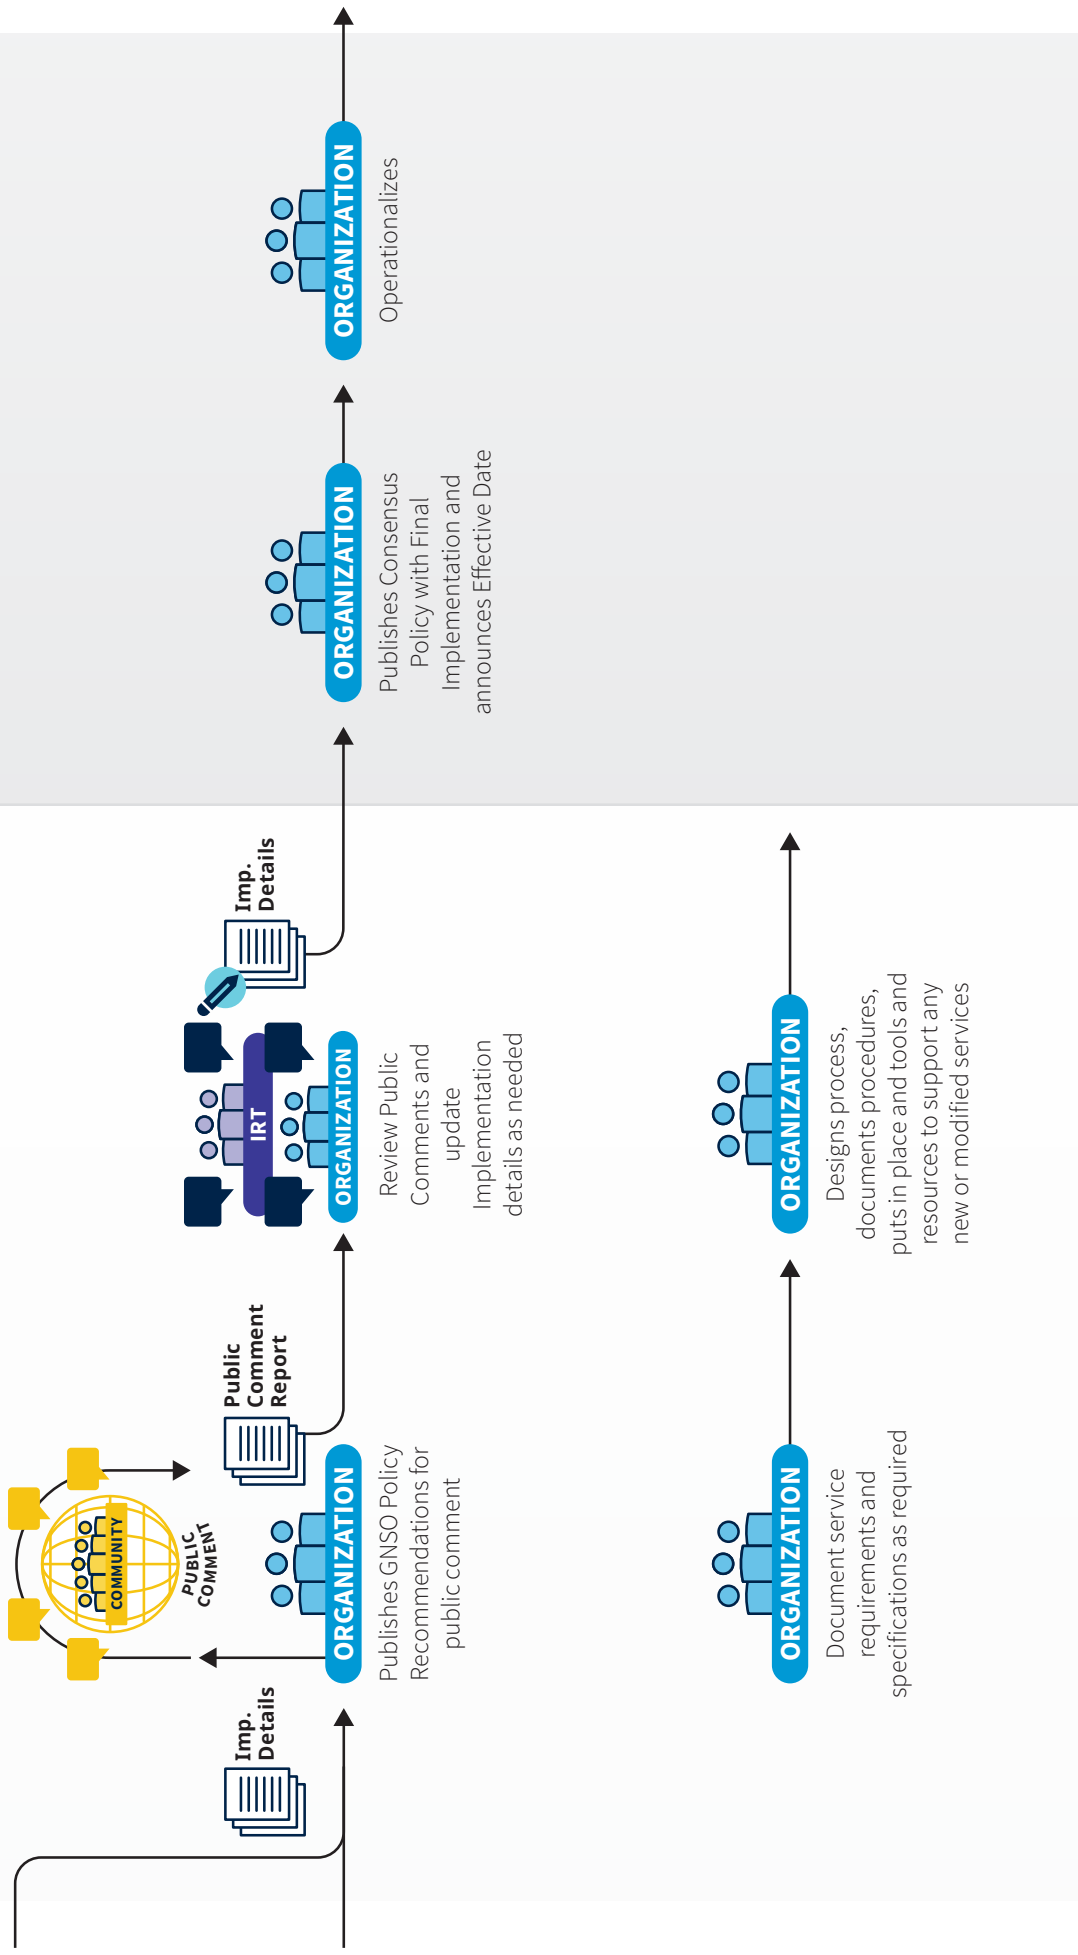 Imp.
Details
COMMUNITY
PUBLIC
COMMENT
ORGANIZATION
Publishes GNSO Policy
Recommendations for
public comment
Public
Comment
Report
IRT
ORGANIZATION
Review Public
Comments and
update
Implementation
details as needed
Imp.
Details
ORGANIZATION
Publishes Consensus
Policy with Final
Implementation and
announces Effective Date
ORGANIZATION
Operationalizes
ORGANIZATION
Document service
requirements and
specifications as required
ORGANIZATION
Designs process,
documents procedures,
puts in place and tools and
resources to support any
new or modified services